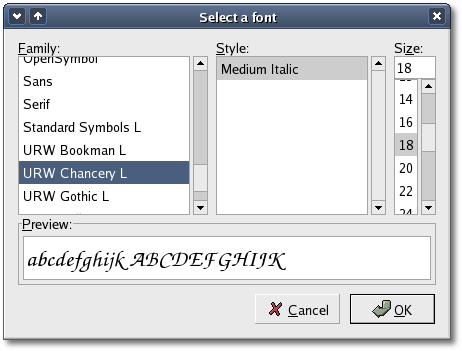 Select a font
Family:
Style:
Size:
OpenSymbol
Sans
Serif
Standard Symbols L
URW Bookman L
URW Chancery L
URW Gothic L
Medium Italic
18
14
16
18
20
22
24
Preview:
abcdefghijk ABCDEFGHIJK
Cancel
OK